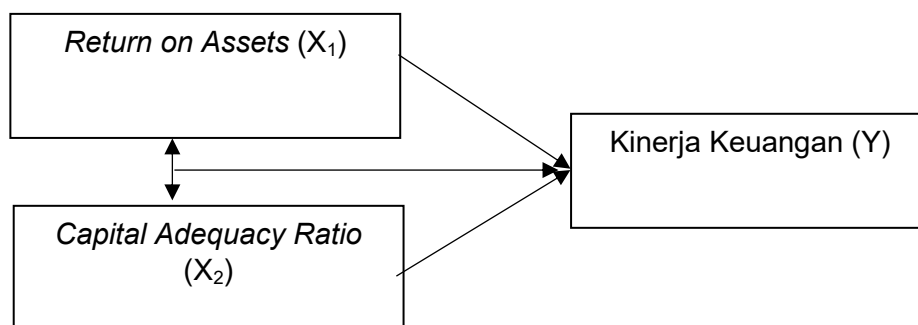 Return on Assets (X₁)
Kinerja Keuangan (Y)
Capital Adequacy Ratio
(X₂)